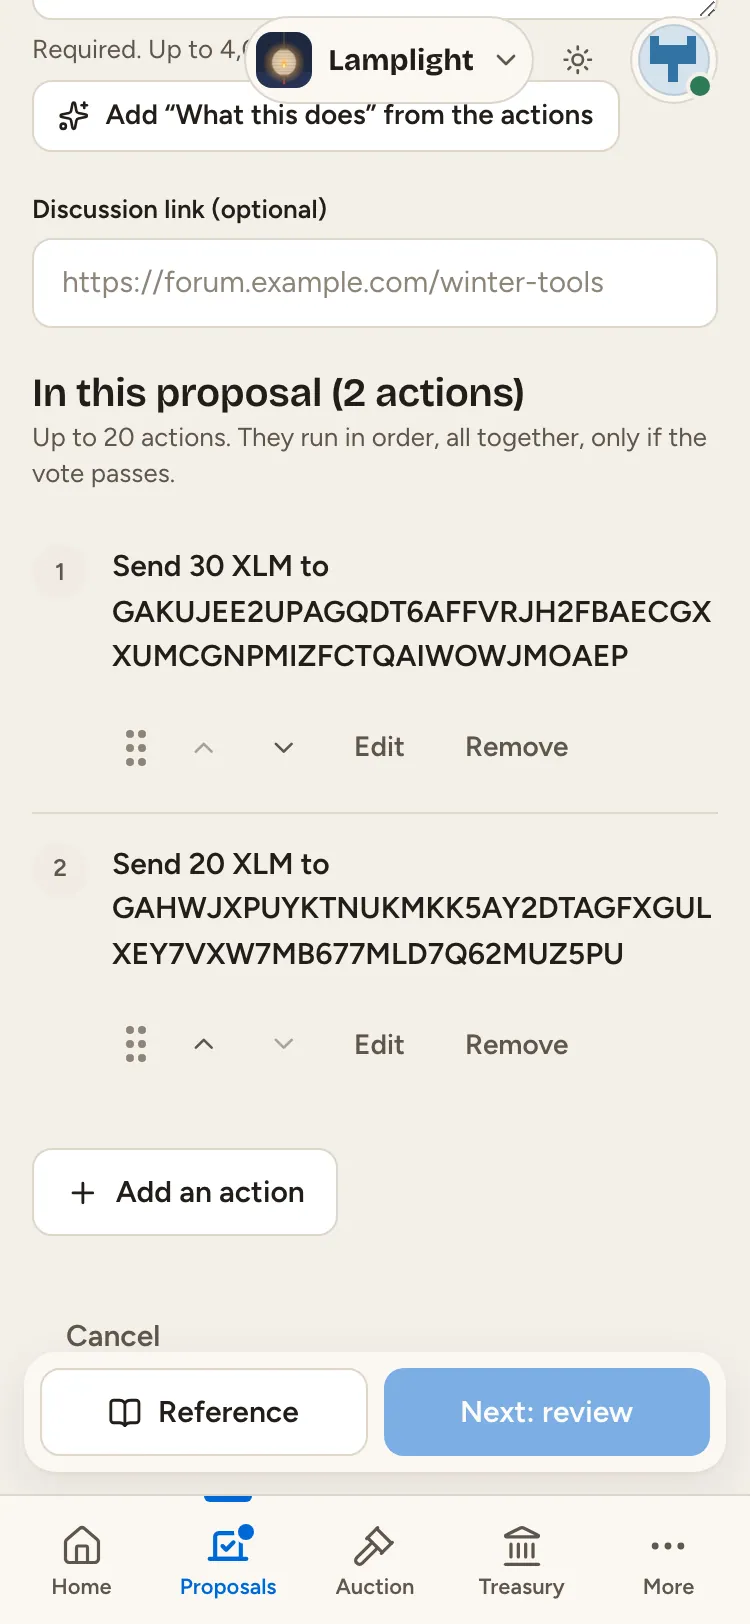 Required. Up to 4,
Lamplight
Add “What this does” from the actions
Discussion link (optional)
https://forum.example.com/winter-tools
In this proposal (2 actions)
Up to 20 actions. They run in order, all together, only if the
vote passes.
1
Send 30 XLM to
GAKUJEE2UPAGQDT6AFFVRJH2FBAECGX
XUMCGNPMIZFCTQAIWOWJMOAEP
Edit
Remove
2
Send 20 XLM to
GAHWJXPUYKTNUKMKK5AY2DTAGFXGUL
XEY7VXW7MB677MLD7Q62MUZ5PU
Edit
Remove
Add an action
Cancel
Reference
Next: review
Home
Proposals
Auction
Treasury
More